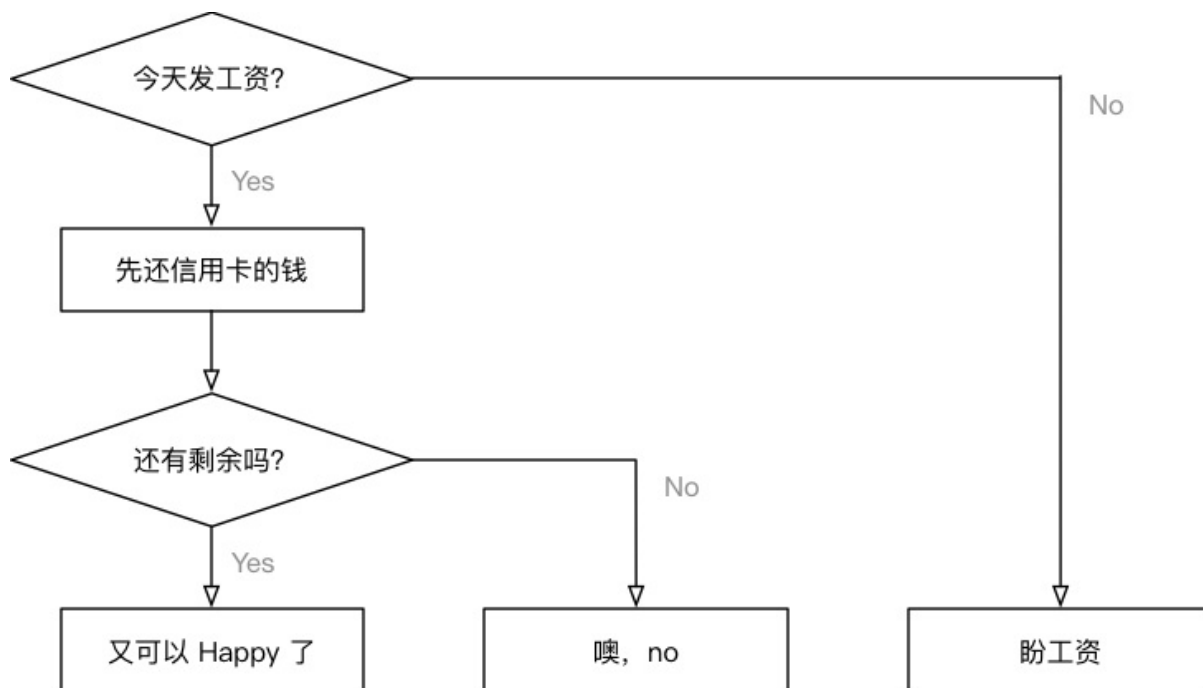 今天发工资?
No
Yes
先还信用卡的钱
还有剩余吗?
No
Yes
又可以 Happy 了
噢，no
盼工资